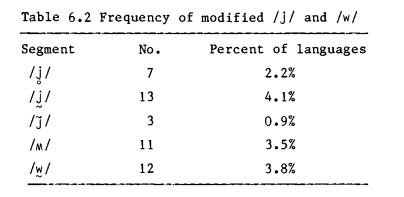 Table 6.2 Frequency of modified /j/ and /w/
Segment No. Percent of languages
/j̥/ 7 2.2%
/j̰/ 13 4.1%
/j̃/ 3 0.9%
/ʍ/ 11 3.5%
/w̰/ 12 3.8%